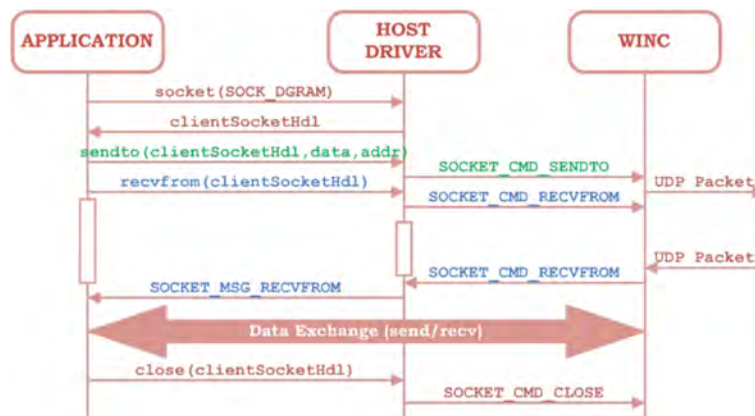 APPLICATION
HOST
DRIVER
WINC
socket(SOCK_DGRAM)
clientSocketHdl
sendto(clientSocketHdl,data,addr)
SOCKET_CMD_SENDTO
recvfrom(clientSocketHdl)
UDP Packet
SOCKET_CMD_RECVFROM
UDP Packet
SOCKET_CMD_RECVFROM
SOCKET_MSG_RECVFROM
Data Exchange (send/recv)
close(clientSocketHdl)
SOCKET_CMD_CLOSE